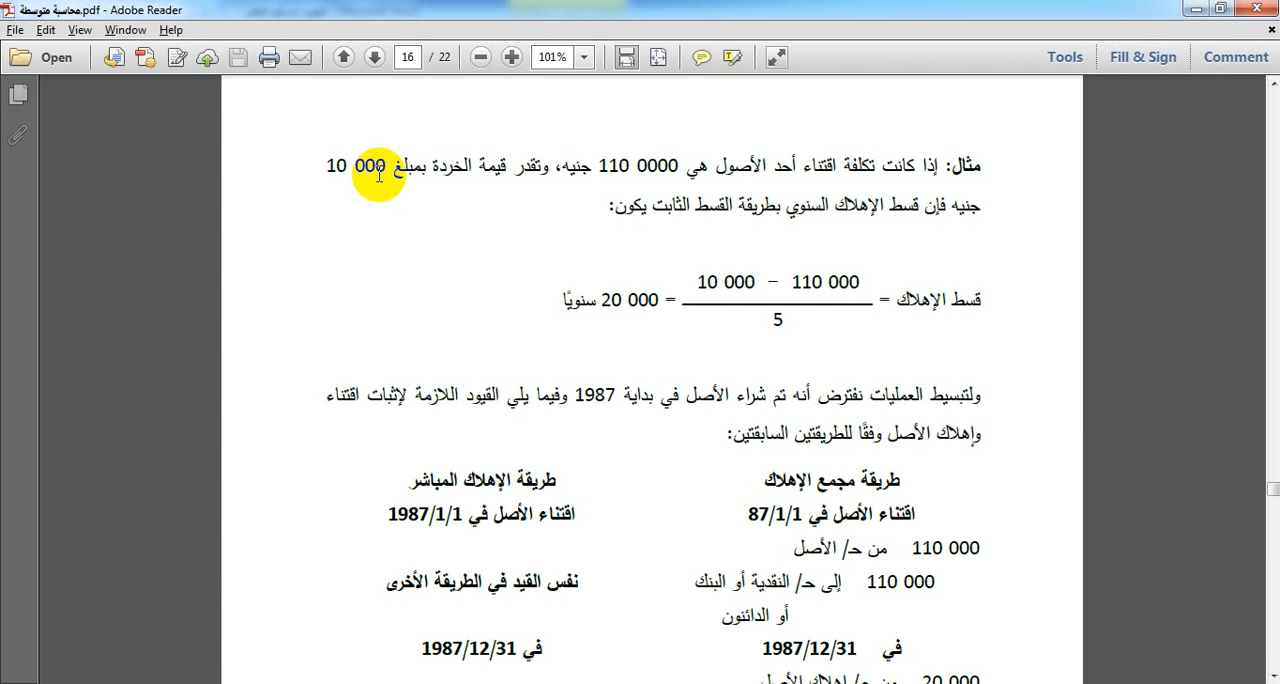 محاسبة متوسطة.pdf - Adobe Reader
File Edit View Window Help
Open 16 / 22 101% Tools Fill & Sign Comment
مثال: إذا كانت تكلفة اقتناء أحد الأصول هي 0000 110 جنيه، وتقدر قيمة الخردة بمبلغ 000 10
جنيه فإن قسط الإهلاك السنوي بطريقة القسط الثابت يكون:
110 000 − 10 000
قسط الإهلاك = = 20 000 سنويًا
5
ولتبسيط العمليات نفترض أنه تم شراء الأصل في بداية 1987 وفيما يلي القيود اللازمة لإثبات اقتناء
وإهلاك الأصل وفقًا للطريقتين السابقتين:
طريقة مجمع الإهلاك طريقة الإهلاك المباشر
اقتناء الأصل في 87/1/1 اقتناء الأصل في 1987/1/1
110 000 من حـ/ الأصل
110 000 إلى حـ/ النقدية أو البنك نفس القيد في الطريقة الأخرى
أو الدائنون
في 1987/12/31 في 1987/12/31
20 000 من حـ/ إهلاك الأصل